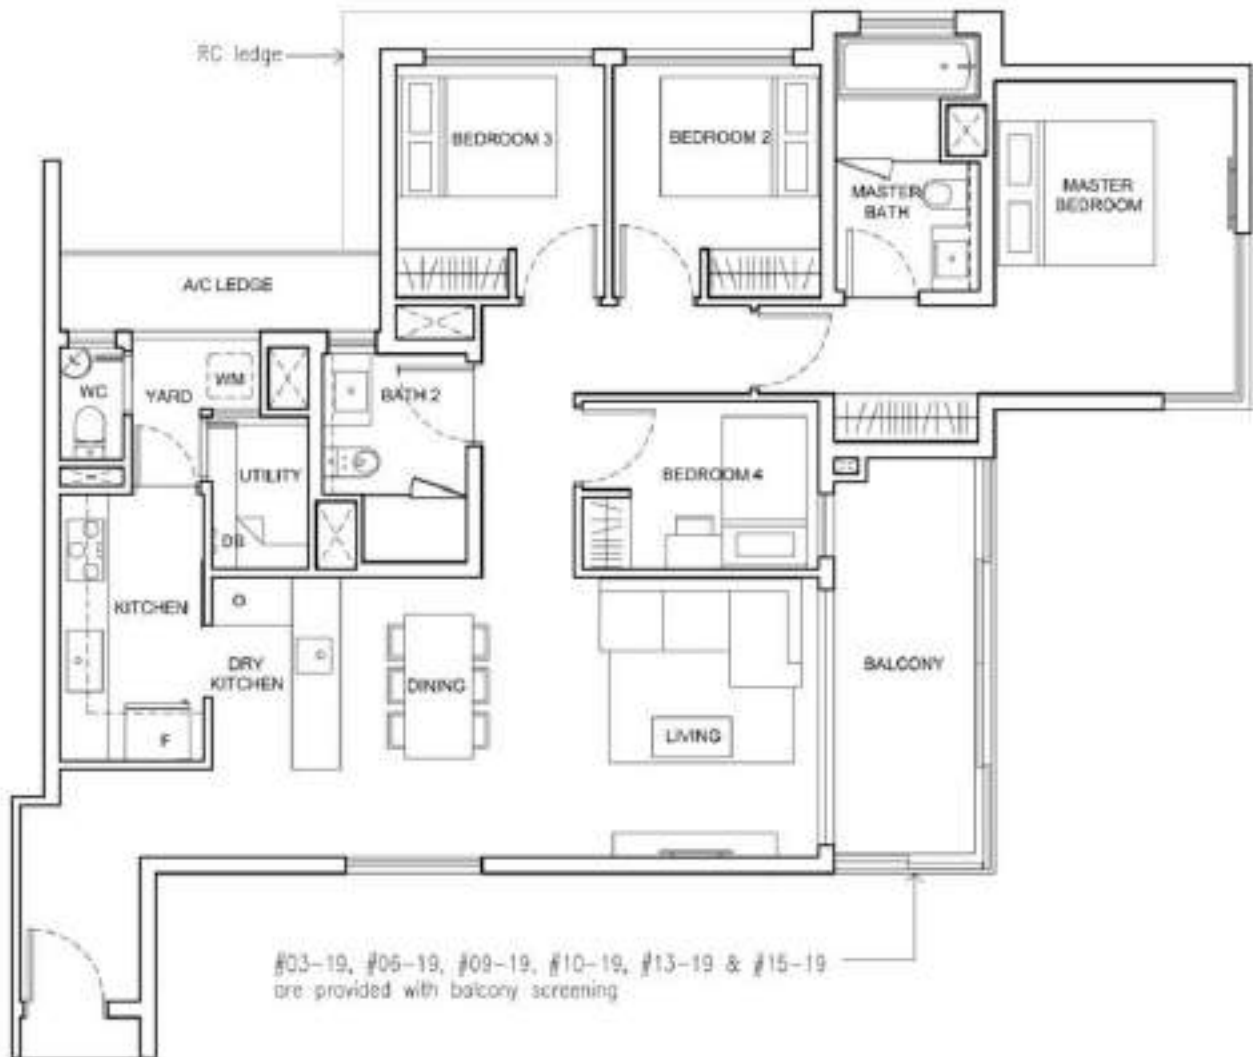 RC ledge
BEDROOM 3
BEDROOM 2
MASTER
BATH
MASTER
BEDROOM
A/C LEDGE
WC
YARD
WM
BATH 2
UTILITY
BEDROOM 4
DB
KITCHEN
DRY
KITCHEN
DINING
BALCONY
LIVING
F
#03-19, #06-19, #09-19, #10-19, #13-19 & #15-19
are provided with balcony screening